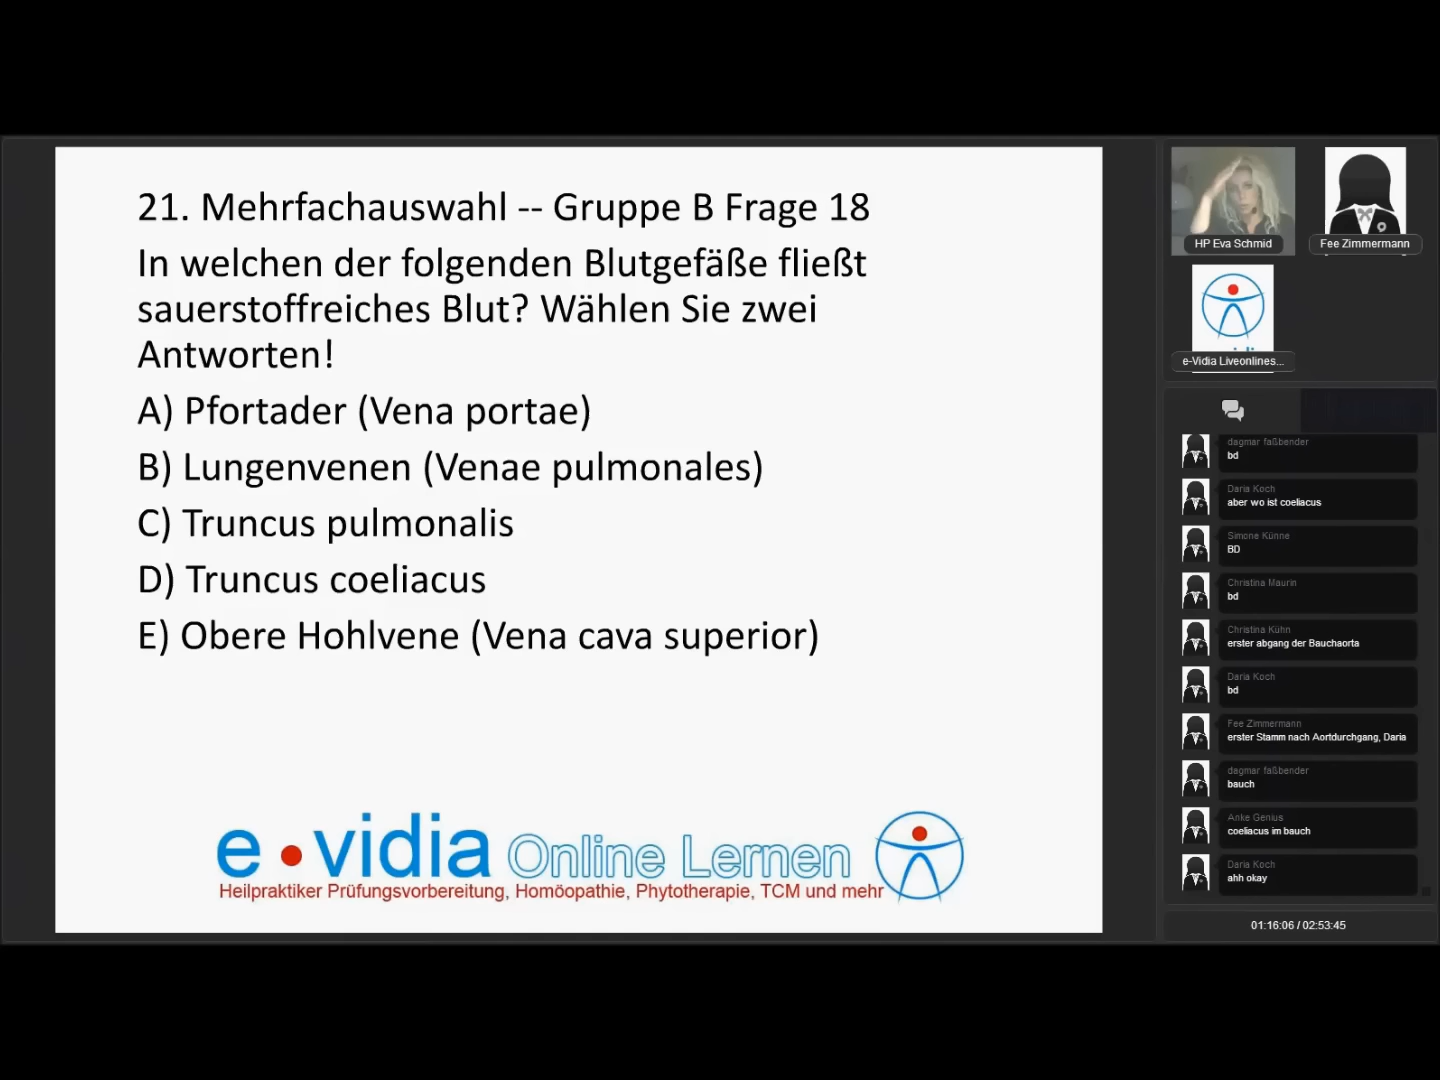 21. Mehrfachauswahl -- Gruppe B Frage 18
In welchen der folgenden Blutgefäße fließt
sauerstoffreiches Blut? Wählen Sie zwei
Antworten!
A) Pfortader (Vena portae)
B) Lungenvenen (Venae pulmonales)
C) Truncus pulmonalis
D) Truncus coeliacus
E) Obere Hohlvene (Vena cava superior)
e vidia Online Lernen
Heilpraktiker Prüfungsvorbereitung, Homöopathie, Phytotherapie, TCM und mehr
HP Eva Schmid
Fee Zimmermann
e-Vidia Liveonlines...
dagmar faßbender
bd
Daria Koch
aber wo ist coeliacus
Simone Künne
BD
Christina Maurin
bd
Christina Kühn
erster abgang der Bauchaorta
Daria Koch
bd
Fee Zimmermann
erster Stamm nach Aortdurchgang, Daria
dagmar faßbender
bauch
Anke Genius
coeliacus im bauch
Daria Koch
ahh okay
01:16:06 / 02:53:45